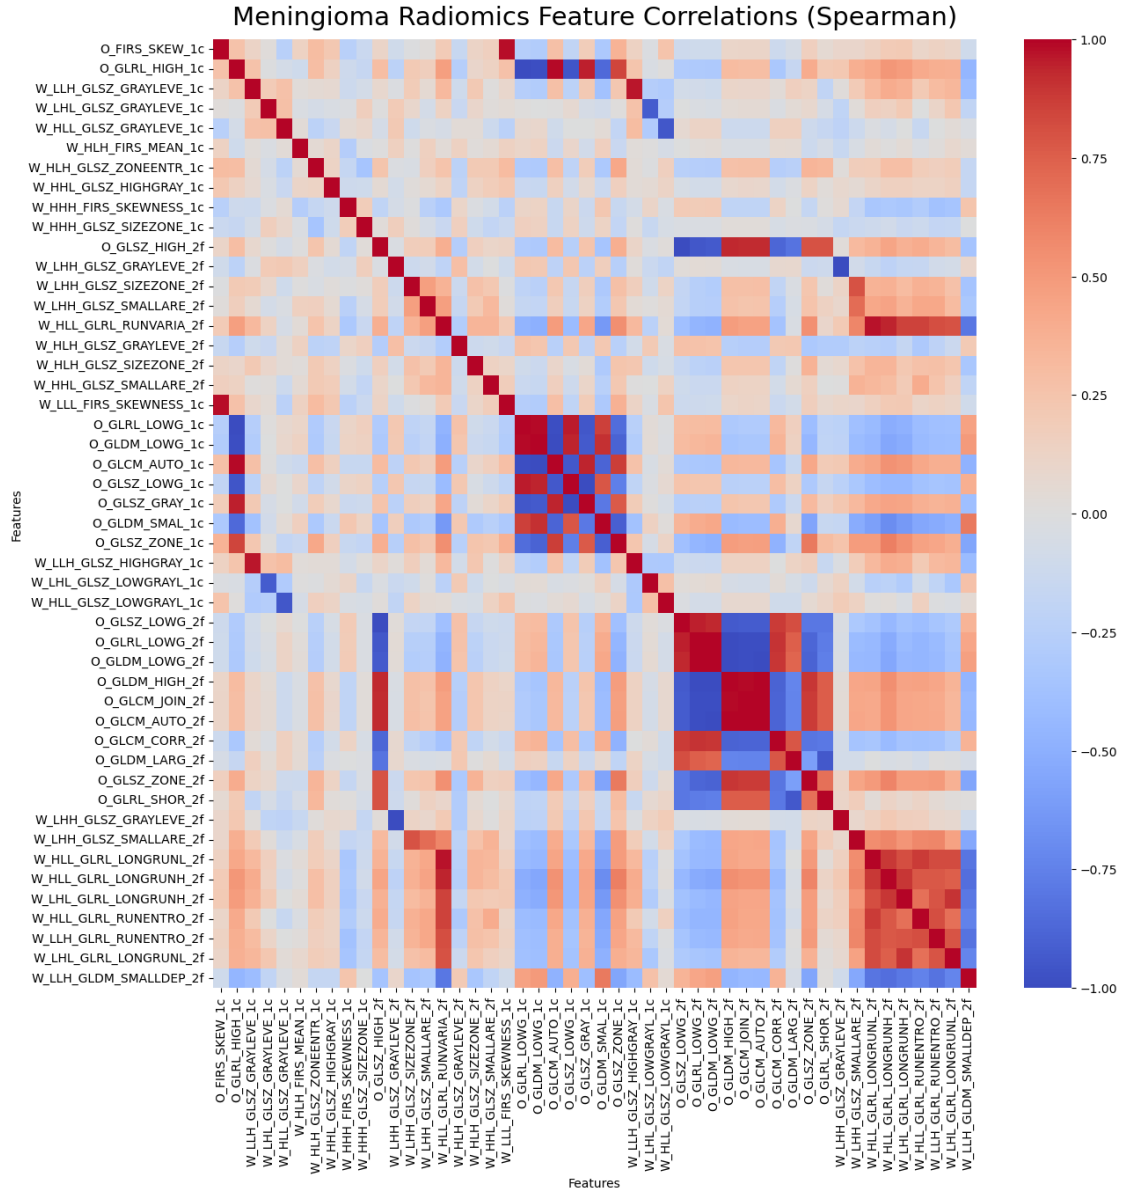 Meningioma Radiomics Feature Correlations (Spearman)
O_FIRS_SKEW_1c
O_GLRL_HIGH_1c
W_LLH_GLSZ_GRAYLEVE_1c
W_LHL_GLSZ_GRAYLEVE_1c
W_HLL_GLSZ_GRAYLEVE_1c
W_HLH_FIRS_MEAN_1c
W_HLH_GLSZ_ZONEENTR_1c
W_HHL_GLSZ_HIGHGRAY_1c
W_HHH_FIRS_SKEWNESS_1c
W_HHH_GLSZ_SIZEZONE_1c
O_GLSZ_HIGH_2f
W_LHH_GLSZ_GRAYLEVE_2f
W_LHH_GLSZ_SIZEZONE_2f
W_LHH_GLSZ_SMALLARE_2f
W_HLL_GLRL_RUNVARIA_2f
W_HLH_GLSZ_GRAYLEVE_2f
W_HLH_GLSZ_SIZEZONE_2f
W_HHL_GLSZ_SMALLARE_2f
W_LLL_FIRS_SKEWNESS_1c
O_GLRL_LOWG_1c
O_GLDM_LOWG_1c
O_GLCM_AUTO_1c
O_GLSZ_LOWG_1c
O_GLSZ_GRAY_1c
O_GLDM_SMAL_1c
O_GLSZ_ZONE_1c
W_LLH_GLSZ_HIGHGRAY_1c
W_LHL_GLSZ_LOWGRAYL_1c
W_HLL_GLSZ_LOWGRAYL_1c
O_GLSZ_LOWG_2f
O_GLRL_LOWG_2f
O_GLDM_LOWG_2f
O_GLDM_HIGH_2f
O_GLCM_JOIN_2f
O_GLCM_AUTO_2f
O_GLCM_CORR_2f
O_GLDM_LARG_2f
O_GLSZ_ZONE_2f
O_GLRL_SHOR_2f
W_LHH_GLSZ_GRAYLEVE_2f
W_LHH_GLSZ_SMALLARE_2f
W_HLL_GLRL_LONGRUNL_2f
W_HLL_GLRL_LONGRUNH_2f
W_LHL_GLRL_LONGRUNH_2f
W_HLL_GLRL_RUNENTRO_2f
W_LLH_GLRL_RUNENTRO_2f
W_LHL_GLRL_LONGRUNL_2f
W_LLH_GLDM_SMALLDEP_2f
Features
O_FIRS_SKEW_1c
O_GLRL_HIGH_1c
W_LLH_GLSZ_GRAYLEVE_1c
W_LHL_GLSZ_GRAYLEVE_1c
W_HLL_GLSZ_GRAYLEVE_1c
W_HLH_FIRS_MEAN_1c
W_HLH_GLSZ_ZONEENTR_1c
W_HHL_GLSZ_HIGHGRAY_1c
W_HHH_FIRS_SKEWNESS_1c
W_HHH_GLSZ_SIZEZONE_1c
O_GLSZ_HIGH_2f
W_LHH_GLSZ_GRAYLEVE_2f
W_LHH_GLSZ_SIZEZONE_2f
W_LHH_GLSZ_SMALLARE_2f
W_HLL_GLRL_RUNVARIA_2f
W_HLH_GLSZ_GRAYLEVE_2f
W_HLH_GLSZ_SIZEZONE_2f
W_HHL_GLSZ_SMALLARE_2f
W_LLL_FIRS_SKEWNESS_1c
O_GLRL_LOWG_1c
O_GLDM_LOWG_1c
O_GLCM_AUTO_1c
O_GLSZ_LOWG_1c
O_GLSZ_GRAY_1c
O_GLDM_SMAL_1c
O_GLSZ_ZONE_1c
W_LLH_GLSZ_HIGHGRAY_1c
W_LHL_GLSZ_LOWGRAYL_1c
W_HLL_GLSZ_LOWGRAYL_1c
O_GLSZ_LOWG_2f
O_GLRL_LOWG_2f
O_GLDM_LOWG_2f
O_GLDM_HIGH_2f
O_GLCM_JOIN_2f
O_GLCM_AUTO_2f
O_GLCM_CORR_2f
O_GLDM_LARG_2f
O_GLSZ_ZONE_2f
O_GLRL_SHOR_2f
W_LHH_GLSZ_GRAYLEVE_2f
W_LHH_GLSZ_SMALLARE_2f
W_HLL_GLRL_LONGRUNL_2f
W_HLL_GLRL_LONGRUNH_2f
W_LHL_GLRL_LONGRUNH_2f
W_HLL_GLRL_RUNENTRO_2f
W_LLH_GLRL_RUNENTRO_2f
W_LHL_GLRL_LONGRUNL_2f
W_LLH_GLDM_SMALLDEP_2f
Features
1.00
0.75
0.50
0.25
0.00
−0.25
−0.50
−0.75
−1.00